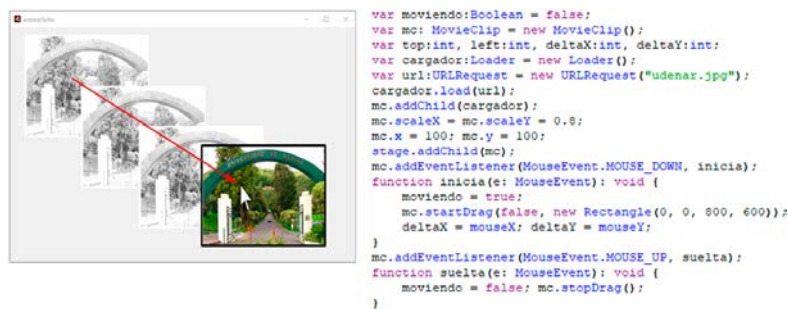 var moviendo:Boolean = false;
var mc: MovieClip = new MovieClip();
var top:int, left:int, deltaX:int, deltaY:int;
var cargador:Loader = new Loader();
var url:URLRequest = new URLRequest("udenar.jpg");
cargador.load(url);
mc.addChild(cargador);
mc.scaleX = mc.scaleY = 0.8;
mc.x = 100; mc.y = 100;
stage.addChild(mc);
mc.addEventListener(MouseEvent.MOUSE_DOWN, inicia);
function inicia(e: MouseEvent): void {
moviendo = true;
mc.startDrag(false, new Rectangle(0, 0, 800, 600));
deltaX = mouseX; deltaY = mouseY;
}
mc.addEventListener(MouseEvent.MOUSE_UP, suelta);
function suelta(e: MouseEvent): void {
moviendo = false; mc.stopDrag();
}